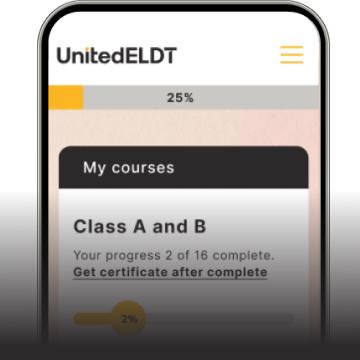 UnitedELDT
25%
My courses
Class A and B
Your progress 2 of 16 complete.
Get certificate after complete
2%